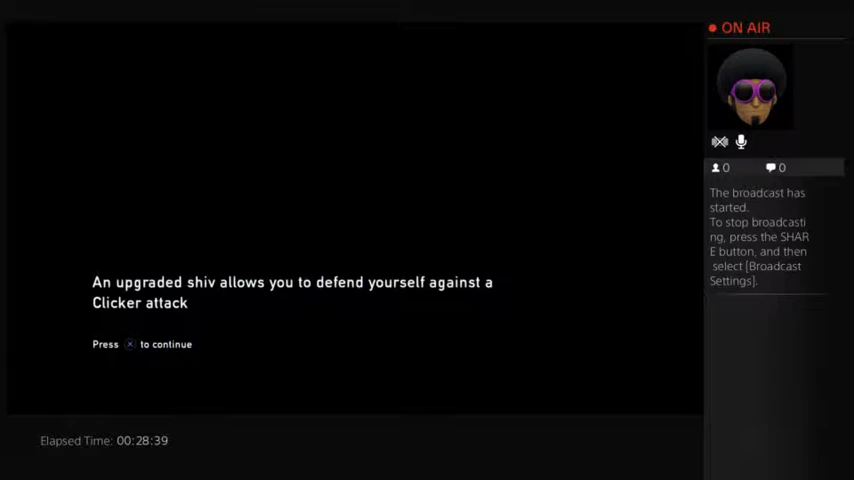 ON AIR
0 0
The broadcast has
started.
To stop broadcasti
ng, press the SHAR
E button, and then
select [Broadcast
Settings].
An upgraded shiv allows you to defend yourself against a
Clicker attack
Press to continue
Elapsed Time: 00:28:39